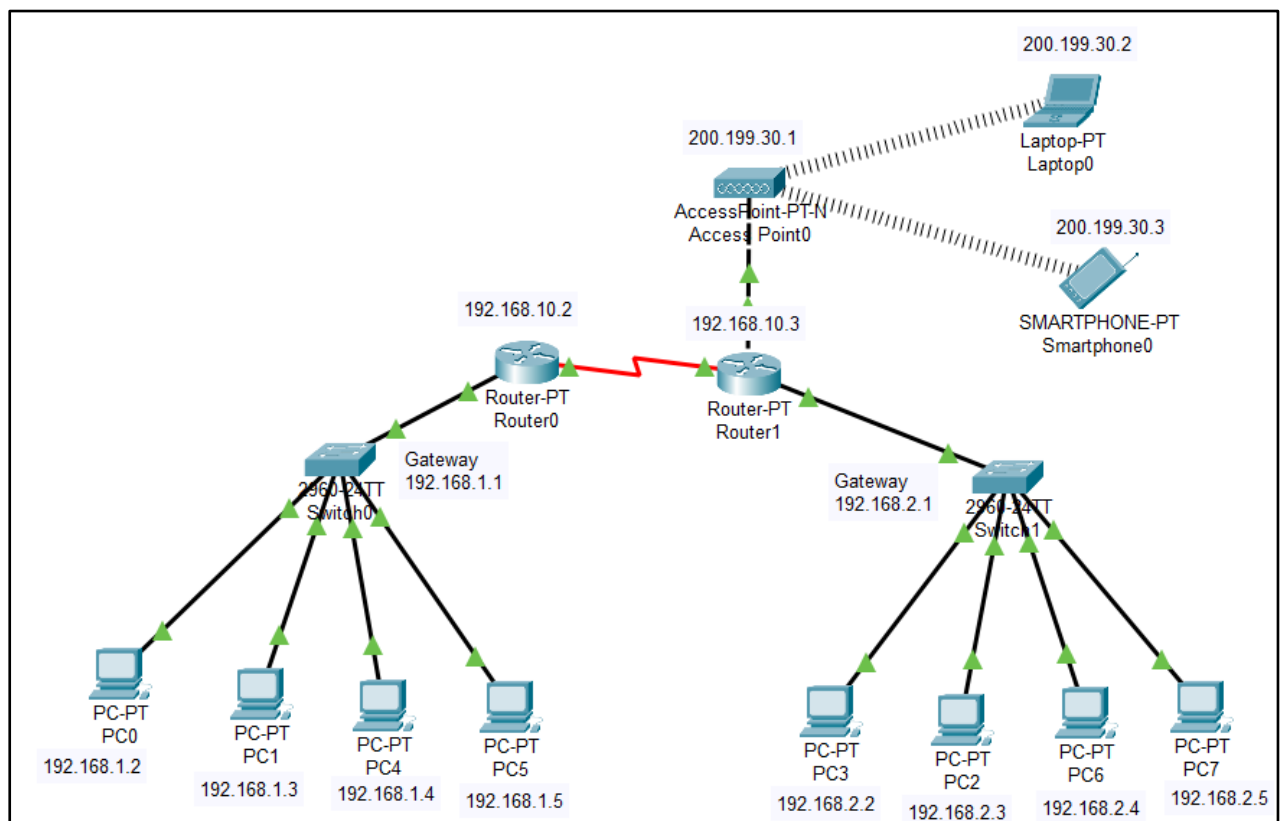 200.199.30.2
Laptop-PT
Laptop0
200.199.30.1
AccessPoint-PT-N
Access Point0
200.199.30.3
SMARTPHONE-PT
Smartphone0
192.168.10.2
Router-PT
Router0
192.168.10.3
Router-PT
Router1
Gateway
192.168.1.1
2960-24TT
Switch0
Gateway
192.168.2.1
2960-24TT
Switch1
PC-PT
PC0
192.168.1.2
PC-PT
PC1
192.168.1.3
PC-PT
PC4
192.168.1.4
PC-PT
PC5
192.168.1.5
PC-PT
PC3
192.168.2.2
PC-PT
PC2
192.168.2.3
PC-PT
PC6
192.168.2.4
PC-PT
PC7
192.168.2.5